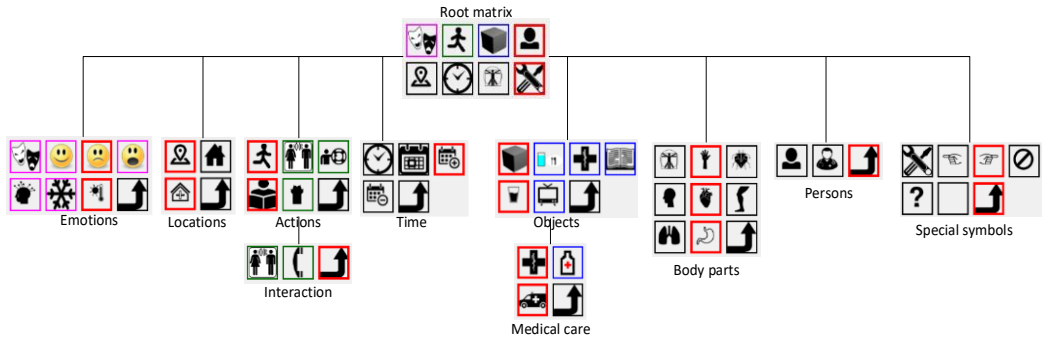 Root matrix
Emotions
Locations
Actions
Time
Objects
Body parts
Persons
Special symbols
Interaction
Medical care
?